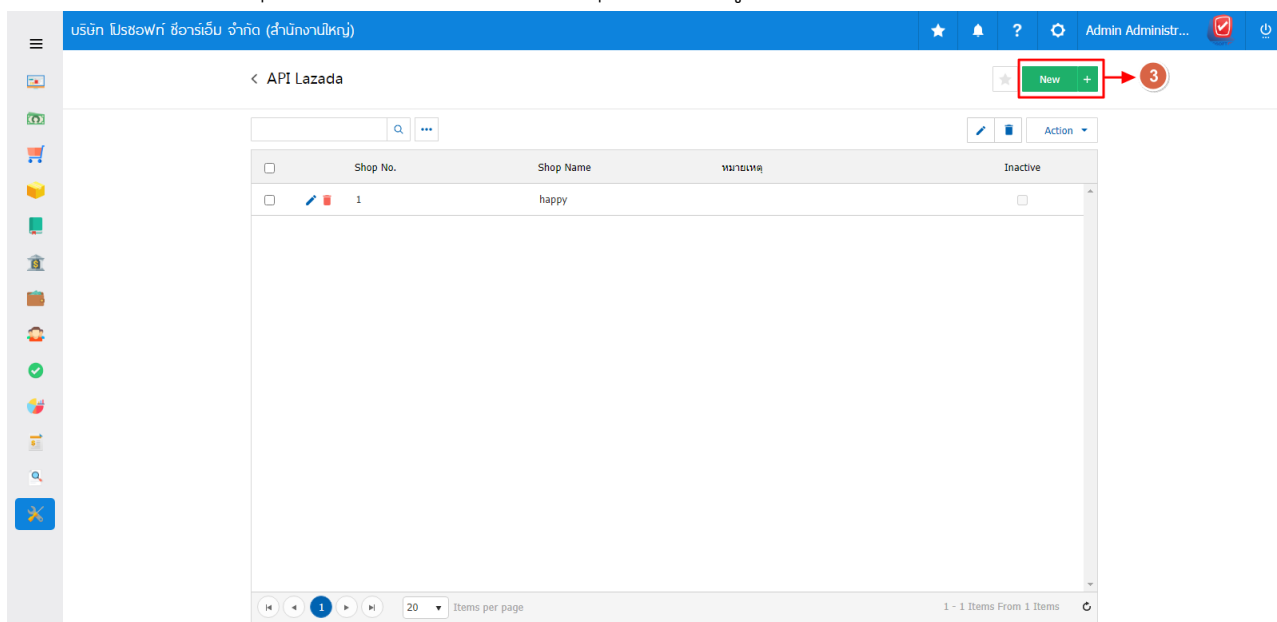 บริษัท โปรซอฟท์ ซีอาร์เอ็ม จำกัด (สำนักงานใหญ่) ? Admin Administr...
< API Lazada New + 3
Action
Shop No. Shop Name หมายเหตุ Inactive
1 happy
1 20 Items per page 1 - 1 Items From 1 Items